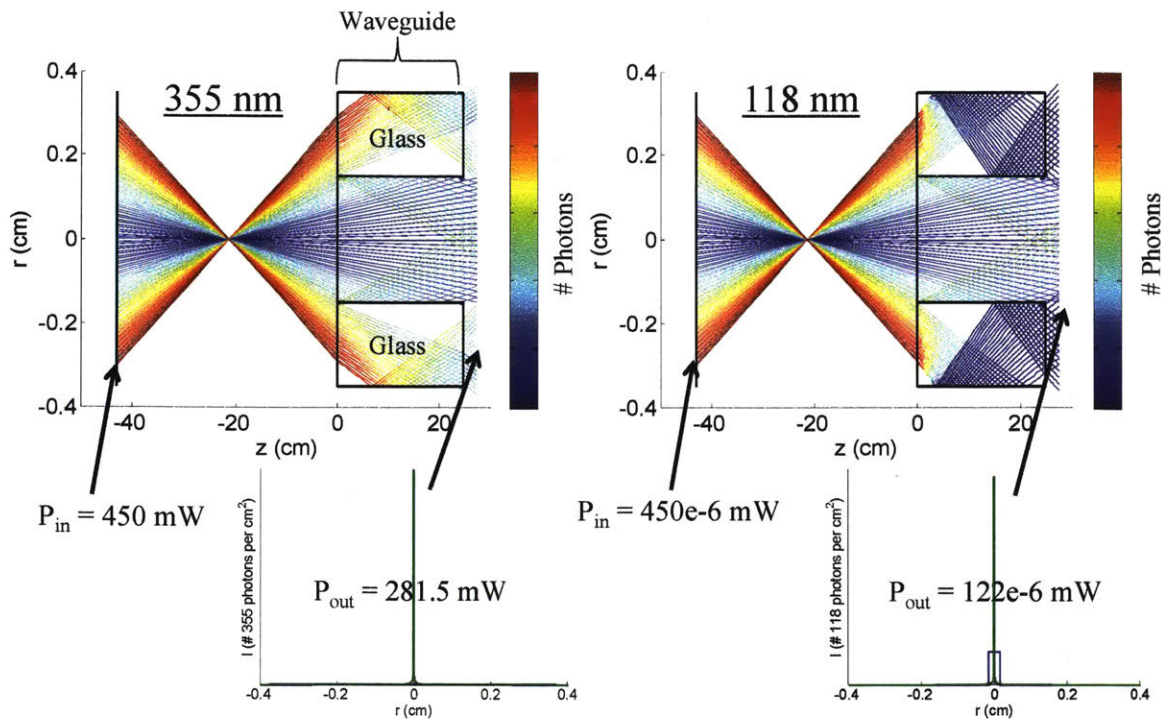 Waveguide
355 nm
118 nm
Glass
Glass
0.4
0.2
0
-0.2
-0.4
r (cm)
-40
-20
0
20
z (cm)
# Photons
0.4
0.2
0
-0.2
-0.4
r (cm)
-40
-20
0
20
z (cm)
# Photons
P_in = 450 mW
P_in = 450e-6 mW
I (# 355 photons per cm²)
P_out = 281.5 mW
-0.4
-0.2
0
0.2
0.4
r (cm)
I (# 118 photons per cm²)
P_out = 122e-6 mW
-0.4
-0.2
0
0.2
0.4
r (cm)